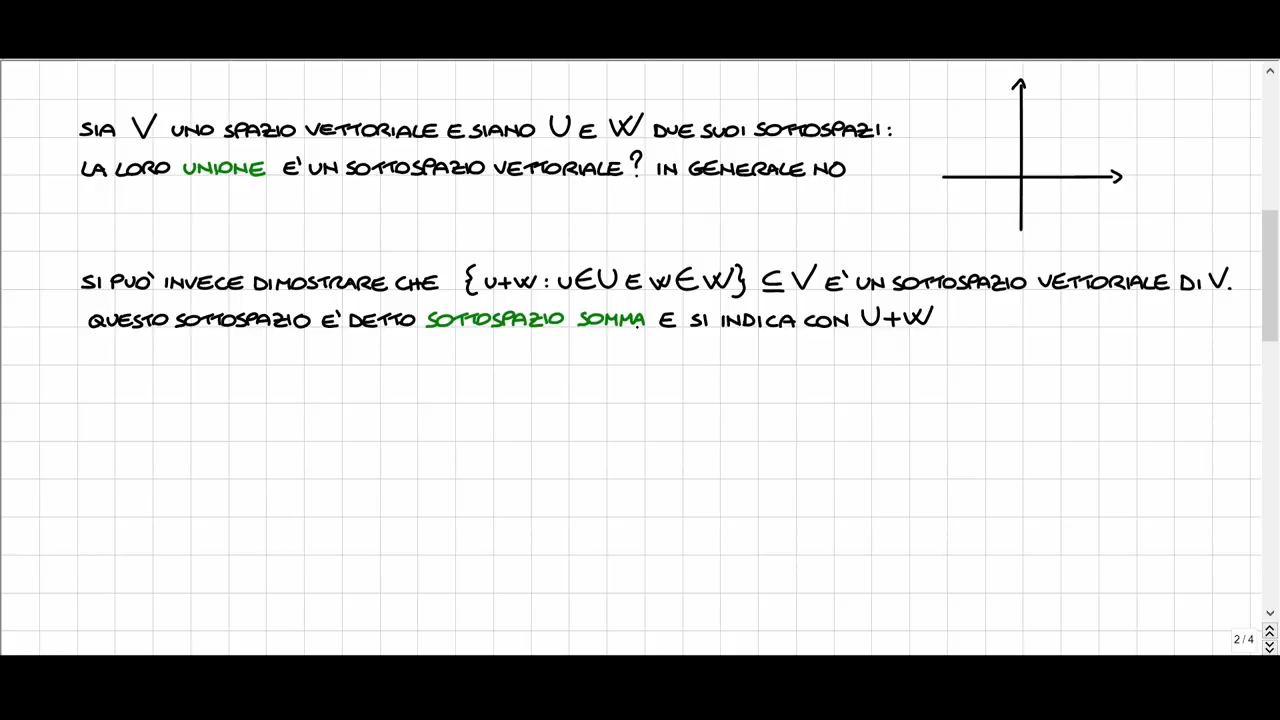 SIA V UNO SPAZIO VETTORIALE E SIANO U E W DUE SUOI SOTTOSPAZI:
LA LORO UNIONE E' UN SOTTOSPAZIO VETTORIALE? IN GENERALE NO
SI PUO' INVECE DIMOSTRARE CHE {u+w : u∈U E w∈W} ⊆ V E' UN SOTTOSPAZIO VETTORIALE DI V.
QUESTO SOTTOSPAZIO E' DETTO SOTTOSPAZIO SOMMA E SI INDICA CON U+W
2/4